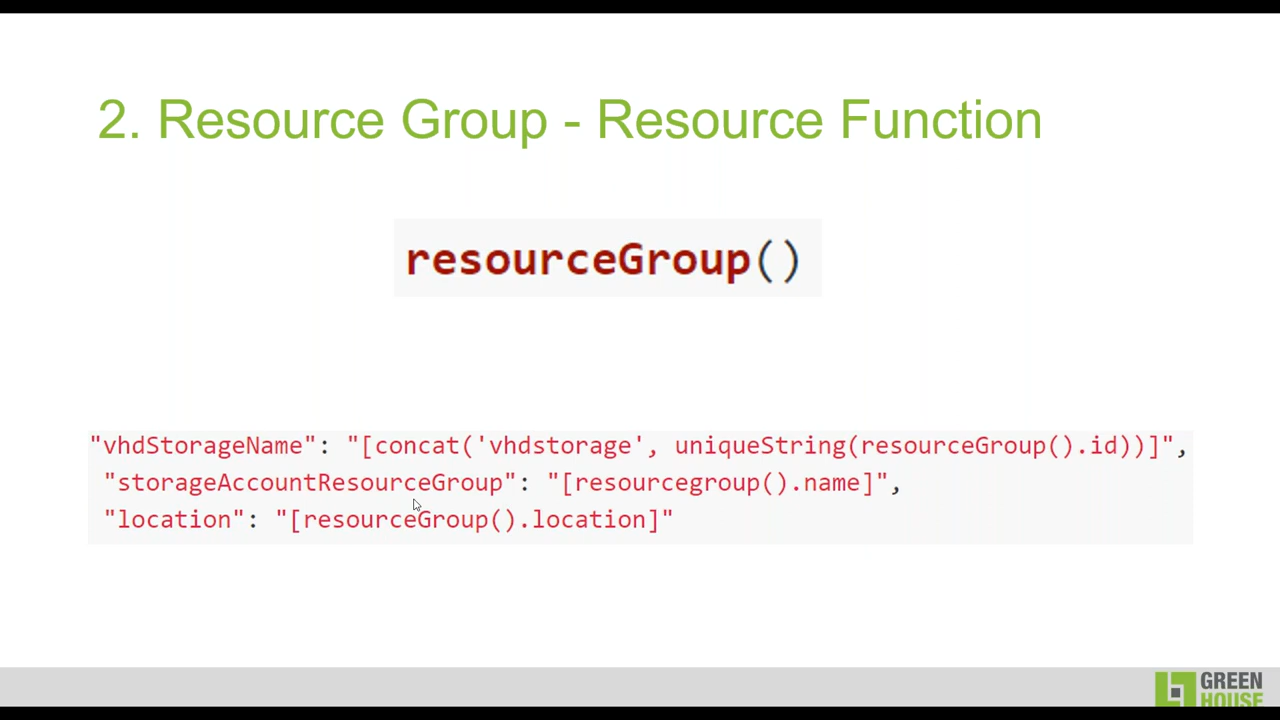 2. Resource Group - Resource Function
resourceGroup()
"vhdStorageName": "[concat('vhdstorage', uniqueString(resourceGroup().id))]",
"storageAccountResourceGroup": "[resourcegroup().name]",
"location": "[resourceGroup().location]"
GREEN
HOUSE